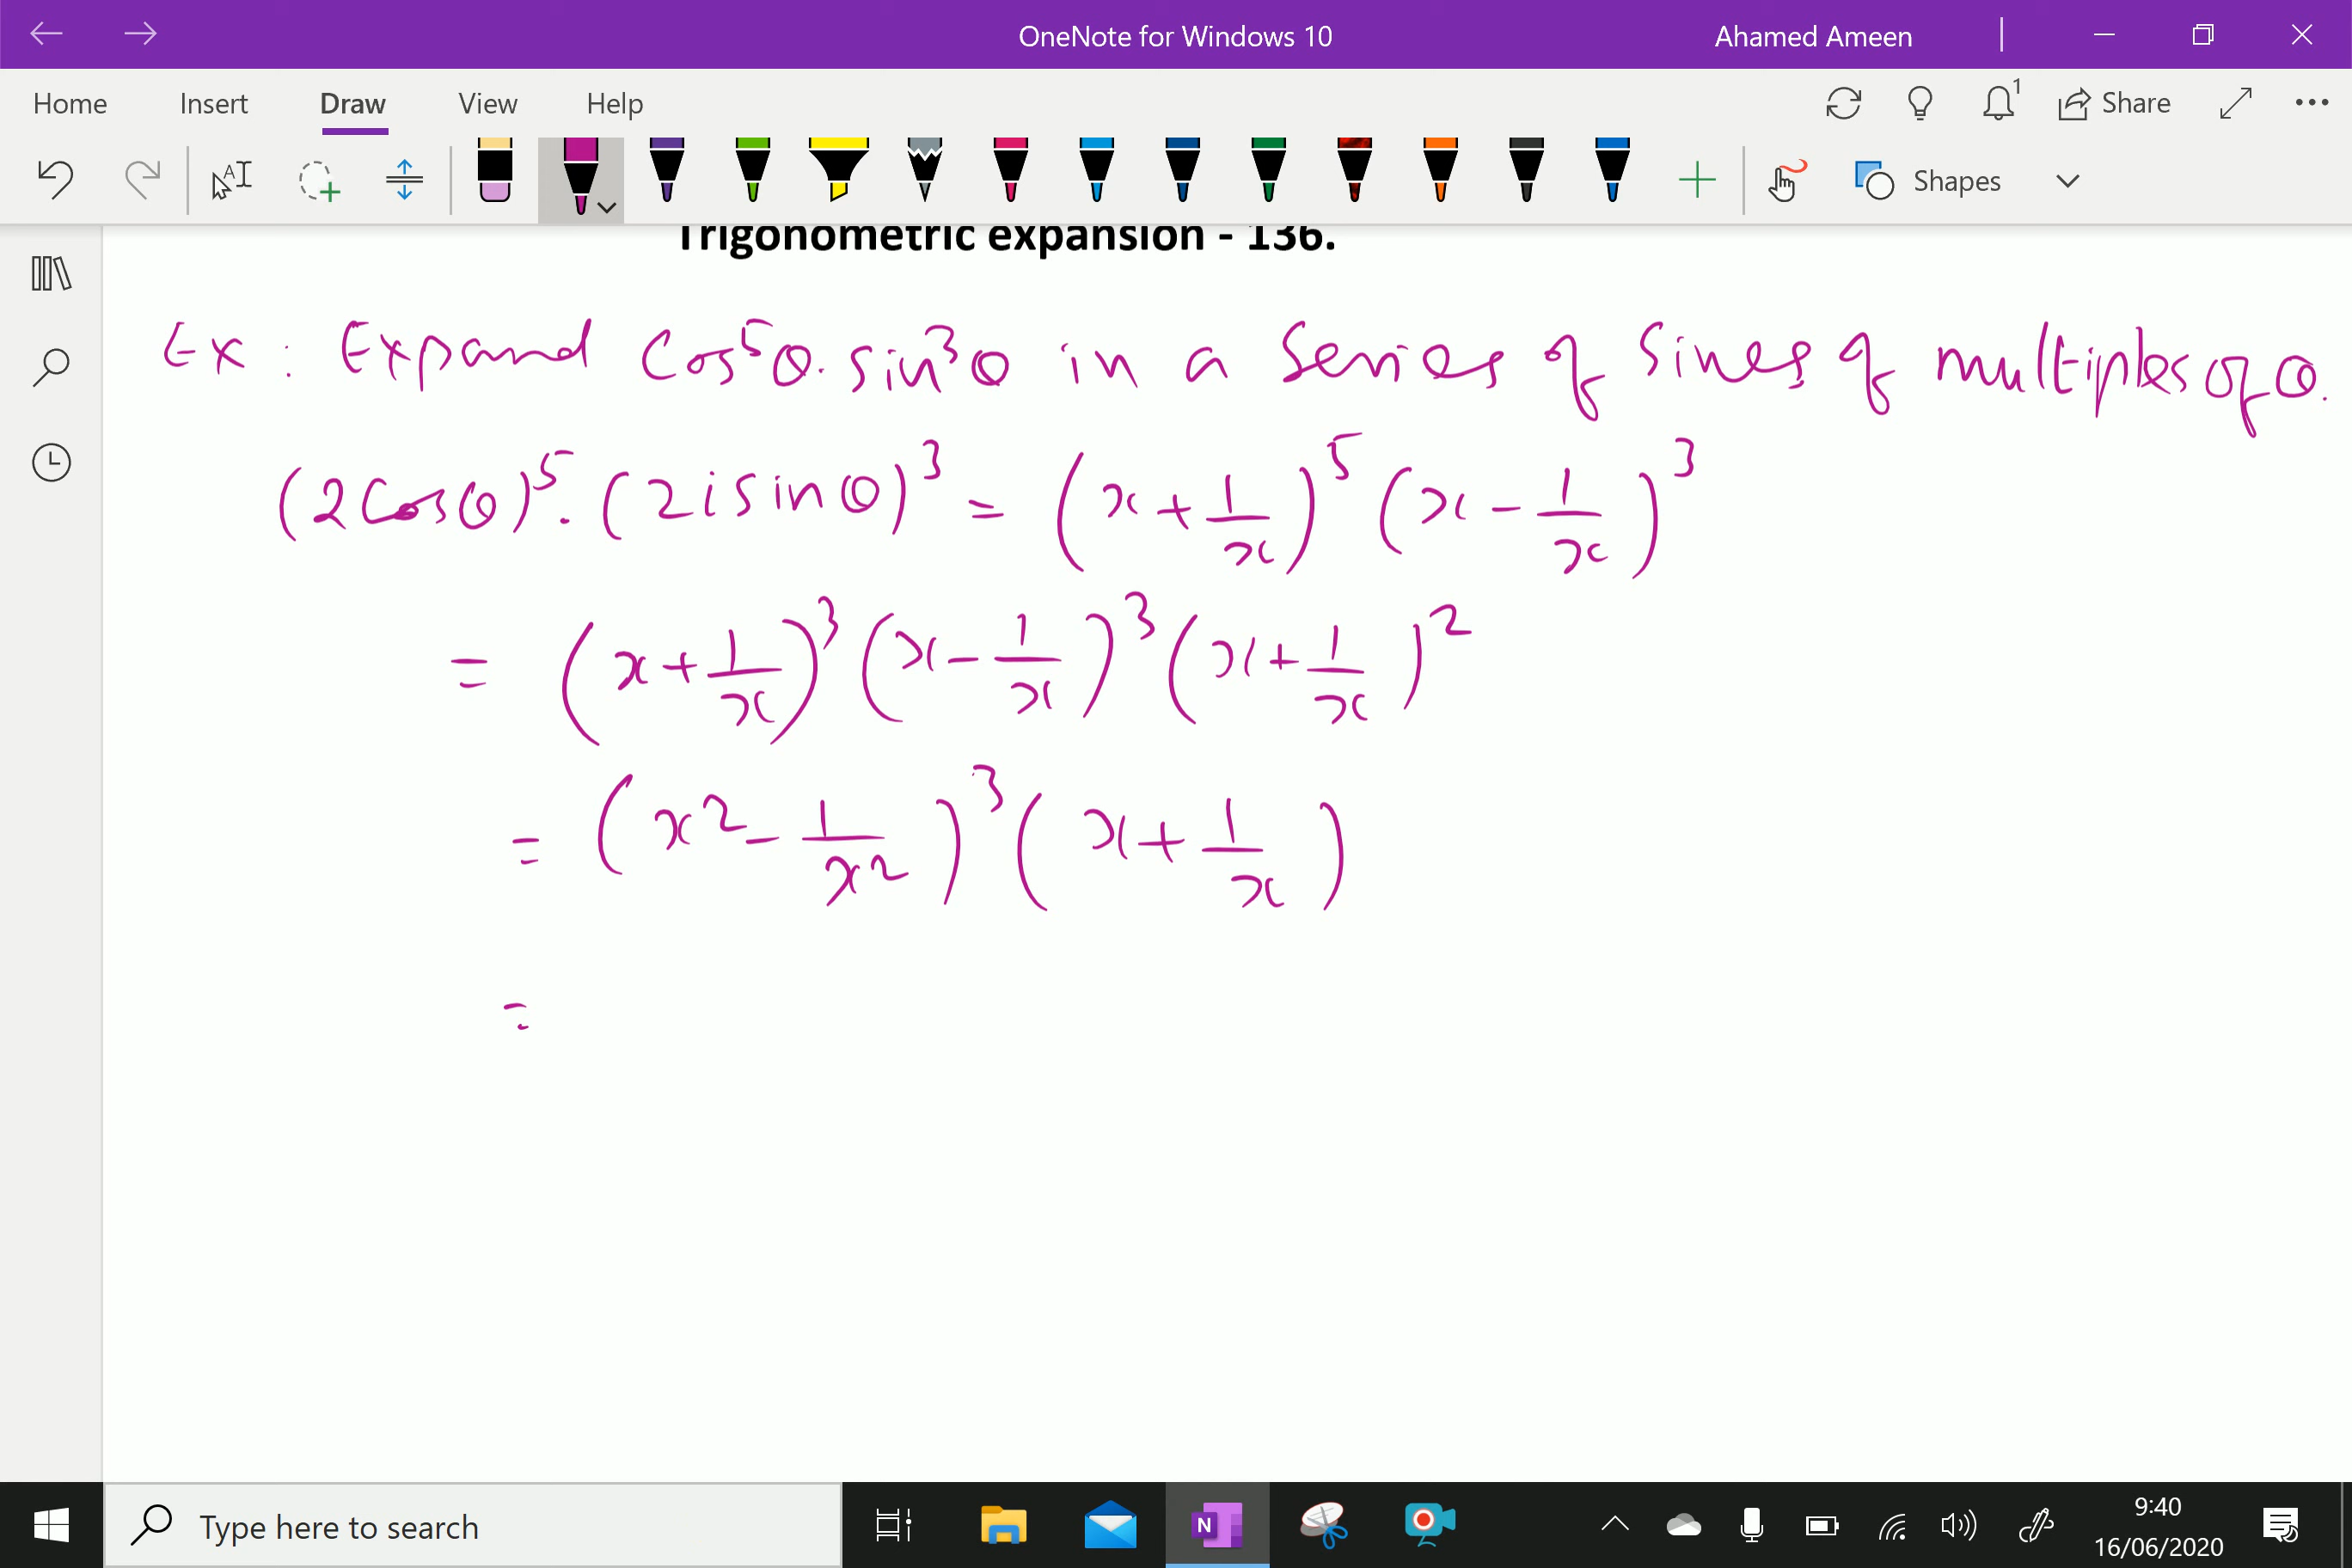 OneNote for Windows 10
Ahamed Ameen
Home Insert Draw View Help
1 Share
Shapes
Trigonometric expansion - 136.
Ex : Expand Cos⁵θ. sin³θ in a Series of Sines of multiples of θ.
(2Cosθ)⁵. (2isinθ)³ = (x + 1/x)⁵ (x - 1/x)³
= (x + 1/x)³ (x - 1/x)³ (x + 1/x)²
= (x² - 1/x²)³ (x + 1/x)
=
Type here to search
9:40
16/06/2020